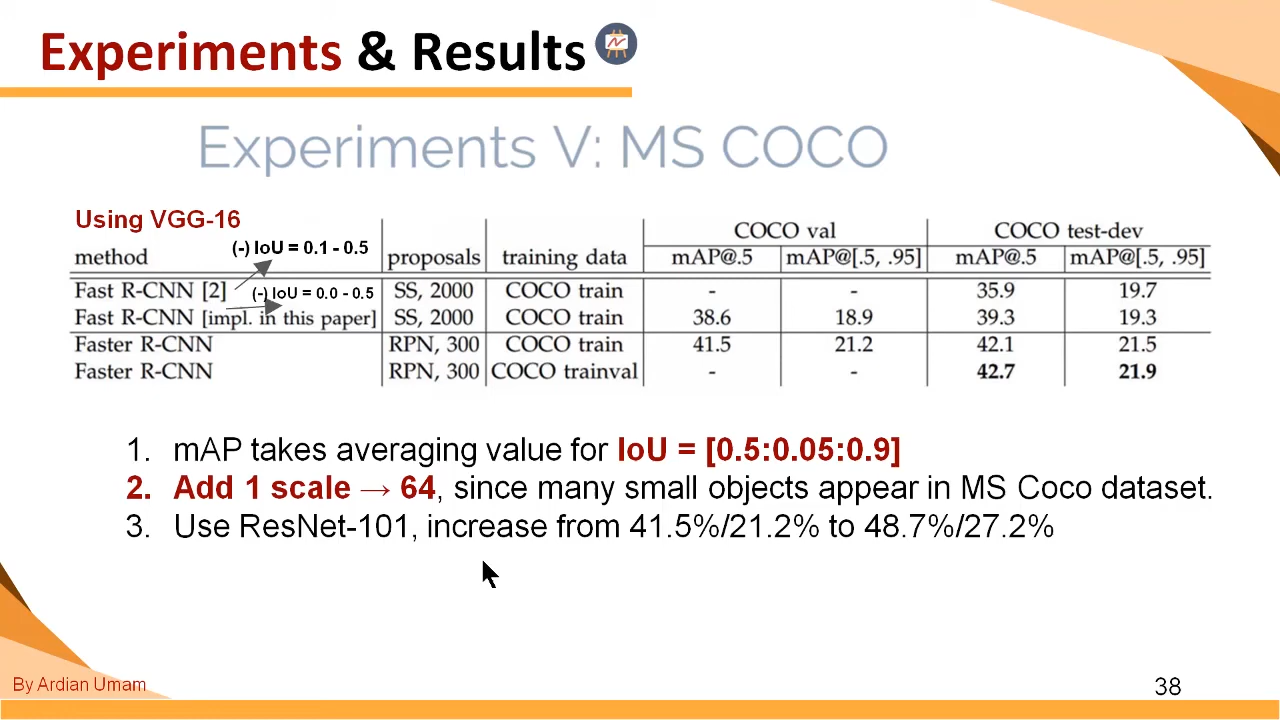 Experiments & Results
Experiments V: MS COCO
Using VGG-16
(-) IoU = 0.1 - 0.5
COCO val COCO test-dev
method proposals training data mAP@.5 mAP@[.5, .95] mAP@.5 mAP@[.5, .95]
(-) IoU = 0.0 - 0.5
Fast R-CNN [2] SS, 2000 COCO train - - 35.9 19.7
Fast R-CNN [impl. in this paper] SS, 2000 COCO train 38.6 18.9 39.3 19.3
Faster R-CNN RPN, 300 COCO train 41.5 21.2 42.1 21.5
Faster R-CNN RPN, 300 COCO trainval - - 42.7 21.9
1. mAP takes averaging value for IoU = [0.5:0.05:0.9]
2. Add 1 scale → 64, since many small objects appear in MS Coco dataset.
3. Use ResNet-101, increase from 41.5%/21.2% to 48.7%/27.2%
By Ardian Umam
38